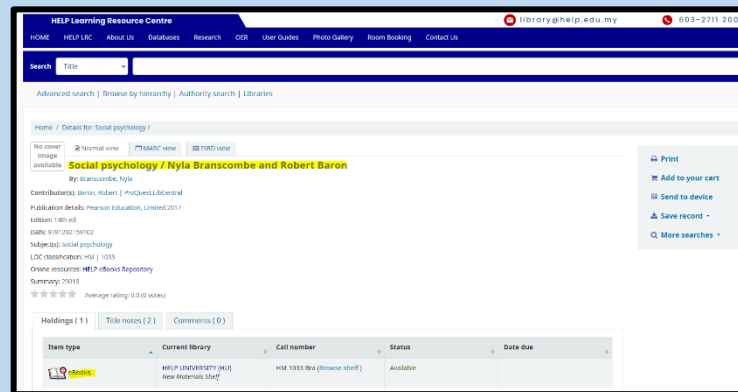 HELP Learning Resource Centre
library@help.edu.my 603-2711 200
HOME HELP LRC About Us Databases Research OER User Guides Photo Gallery Room Booking Contact Us
Search Title
Advanced search | Browse by hierarchy | Authority search | Libraries
Home / Details for: Social psychology /
No cover image available
Normal view MARC view ISBD view
Social psychology / Nyla Branscombe and Robert Baron
By: Branscombe, Nyla
Contributor(s): Baron, Robert | ProQuest LibCentral
Publication details: Pearson Education, Limited 2017
Edition: 14th ed
ISBN: 9781292159102
Subject(s): Social psychology
LOC classification: HM | 1033
Online resources: HELP eBooks Repository
Summary: 29018
Average rating: 0.0 (0 votes)
Print
Add to your cart
Send to device
Save record
More searches
Holdings ( 1 ) Title notes ( 2 ) Comments ( 0 )
Item type Current library Call number Status Date due
eBooks HELP UNIVERSITY (HU) HM 1033 Bra (Browse shelf) Available
New Materials Shelf